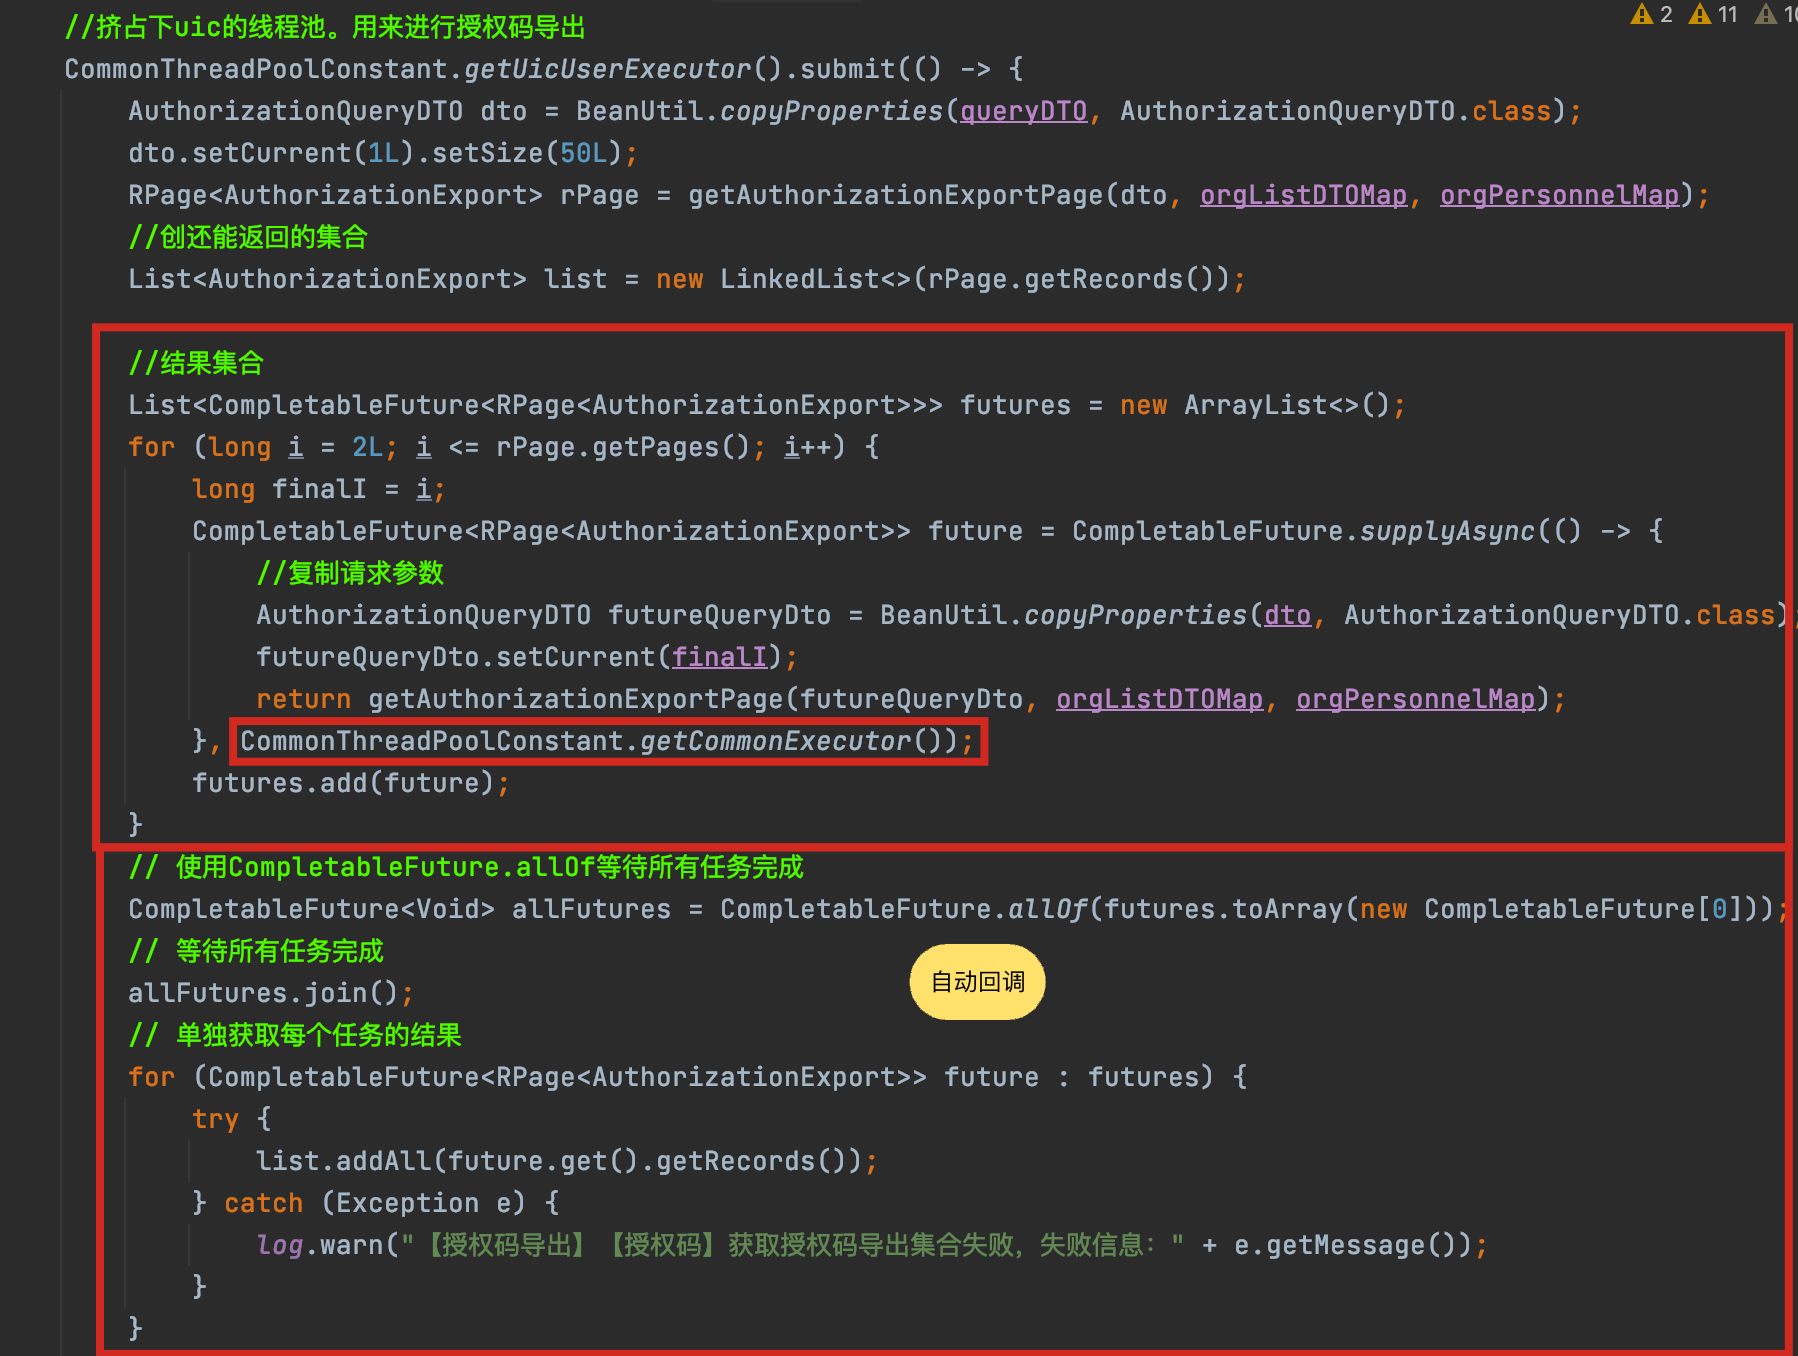 //挤占下uic的线程池。用来进行授权码导出
2 11
CommonThreadPoolConstant.getUicUserExecutor().submit(() -> {
AuthorizationQueryDTO dto = BeanUtil.copyProperties(queryDTO, AuthorizationQueryDTO.class);
dto.setCurrent(1L).setSize(50L);
RPage<AuthorizationExport> rPage = getAuthorizationExportPage(dto, orgListDTOMap, orgPersonnelMap);
//创还能返回的集合
List<AuthorizationExport> list = new LinkedList<>(rPage.getRecords());
//结果集合
List<CompletableFuture<RPage<AuthorizationExport>>> futures = new ArrayList<>();
for (long i = 2L; i <= rPage.getPages(); i++) {
long finalI = i;
CompletableFuture<RPage<AuthorizationExport>> future = CompletableFuture.supplyAsync(() -> {
//复制请求参数
AuthorizationQueryDTO futureQueryDto = BeanUtil.copyProperties(dto, AuthorizationQueryDTO.class);
futureQueryDto.setCurrent(finalI);
return getAuthorizationExportPage(futureQueryDto, orgListDTOMap, orgPersonnelMap);
}, CommonThreadPoolConstant.getCommonExecutor());
futures.add(future);
}
// 使用CompletableFuture.allOf等待所有任务完成
CompletableFuture<Void> allFutures = CompletableFuture.allOf(futures.toArray(new CompletableFuture[0]));
// 等待所有任务完成
自动回调
allFutures.join();
// 单独获取每个任务的结果
for (CompletableFuture<RPage<AuthorizationExport>> future : futures) {
try {
list.addAll(future.get().getRecords());
} catch (Exception e) {
log.warn("【授权码导出】【授权码】获取授权码导出集合失败，失败信息：" + e.getMessage());
}
}